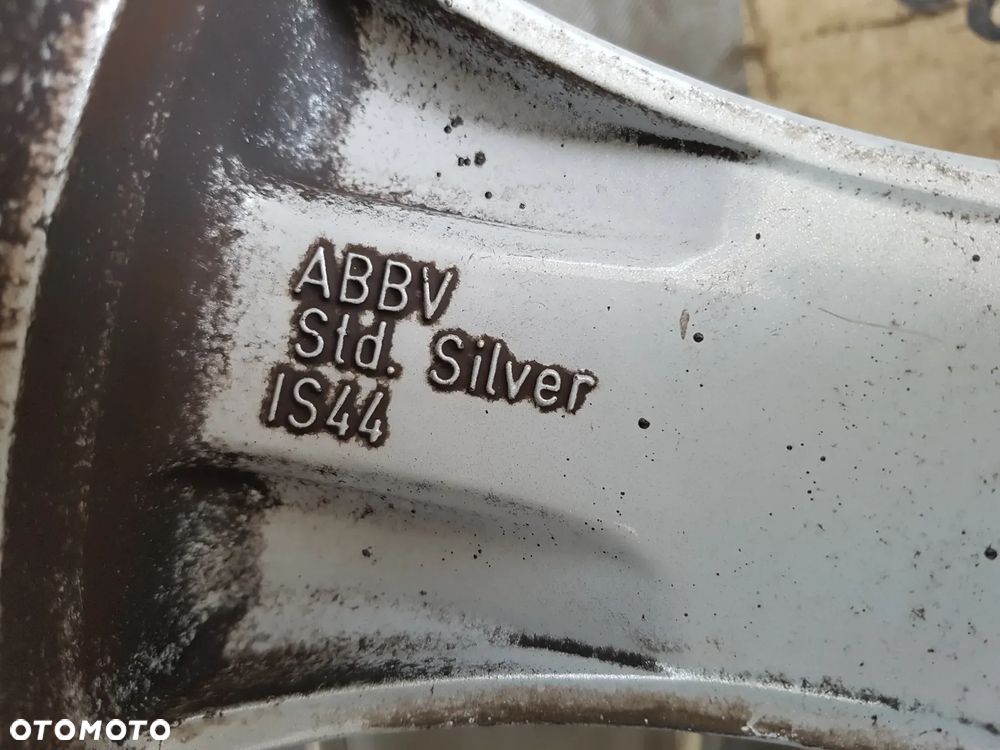 ABBV
Std. Silver
IS44
OTOMOTO